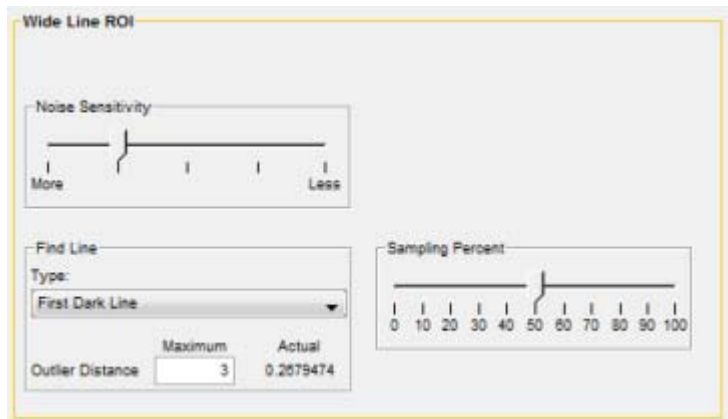 Wide Line ROI
Noise Sensitivity
More Less
Find Line
Type:
First Dark Line
Maximum Actual
Outlier Distance 3 0.2679474
Sampling Percent
0 10 20 30 40 50 60 70 80 90 100